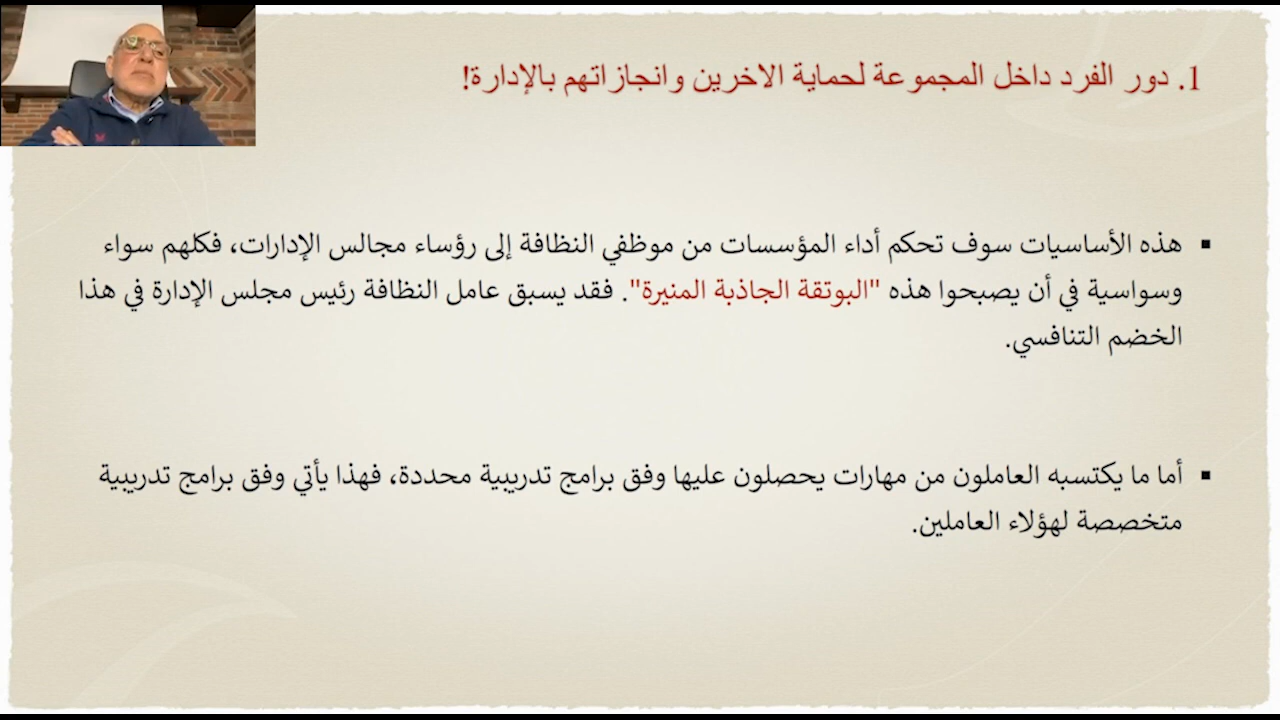 1. دور الفرد داخل المجموعة لحماية الاخرين وانجازاتهم بالإدارة!
▪ هذه الأساسيات سوف تحكم أداء المؤسسات من موظفي النظافة إلى رؤساء مجالس الإدارات، فكلهم سواء
وسواسية في أن يصبحوا هذه "البوتقة الجاذبة المنيرة". فقد يسبق عامل النظافة رئيس مجلس الإدارة في هذا
الخضم التنافسي.
▪ أما ما يكتسبه العاملون من مهارات يحصلون عليها وفق برامج تدريبية محددة، فهذا يأتي وفق برامج تدريبية
متخصصة لهؤلاء العاملين.